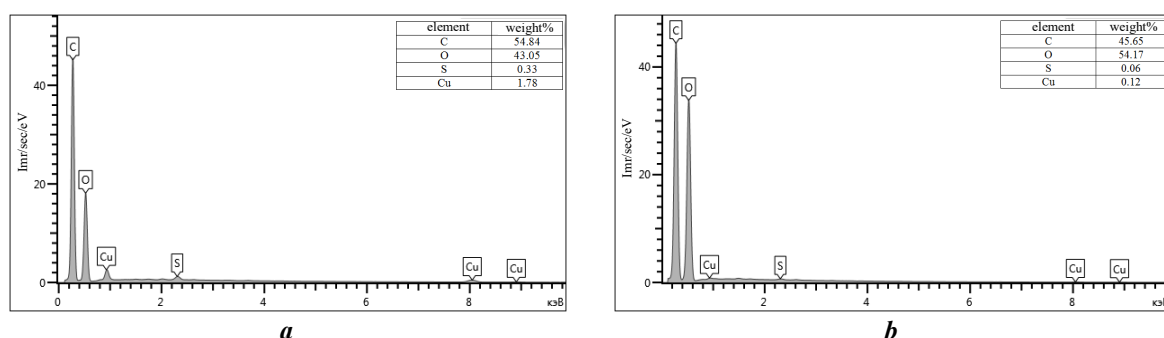 element weight%
C 54.84
O 43.05
S 0.33
Cu 1.78
C
O
Cu
S
Cu
Cu
Imr/sec/eV
40
20
0
0 2 4 6 8 кэВ
a
element weight%
C 45.65
O 54.17
S 0.06
Cu 0.12
C
O
Cu
S
Cu
Cu
Imr/sec/eV
40
20
0
2 4 6 8
b